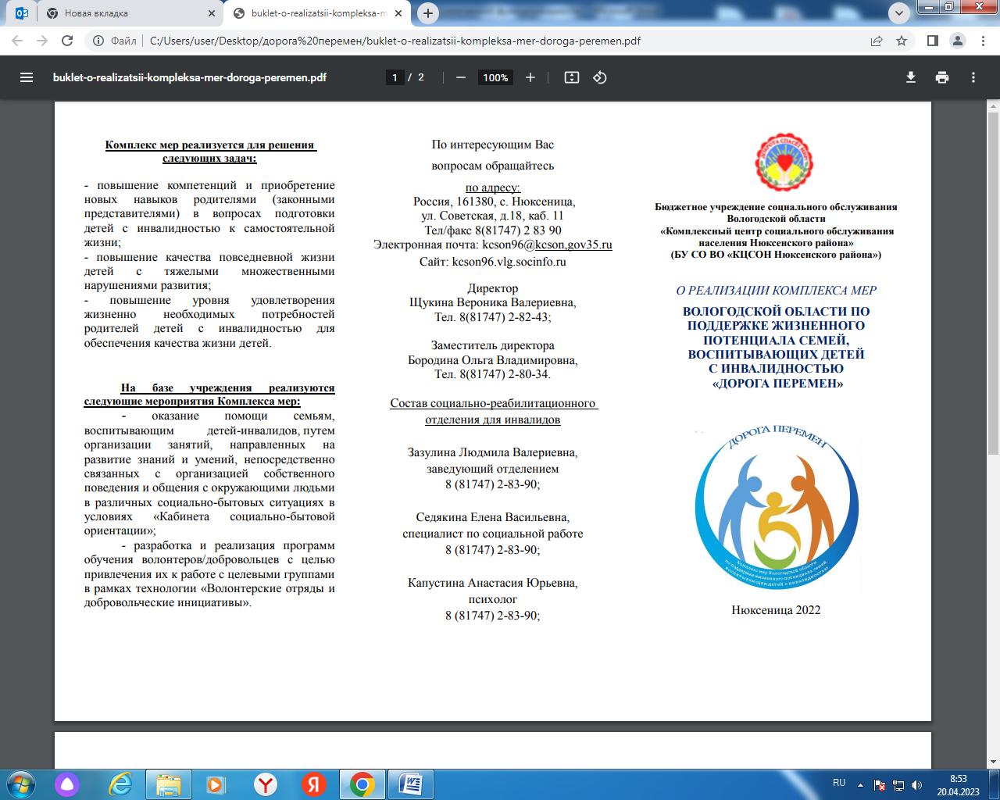 Новая вкладка
buklet-o-realizatsii-kompleksa-m
Файл
C:/Users/user/Desktop/дорога%20перемен/buklet-o-realizatsii-kompleksa-mer-doroga-peremen.pdf
buklet-o-realizatsii-kompleksa-mer-doroga-peremen.pdf
1 / 2
100%
Комплекс мер реализуется для решения
следующих задач:
- повышение компетенций и приобретение
новых навыков родителями (законными
представителями) в вопросах подготовки
детей с инвалидностью к самостоятельной
жизни;
- повышение качества повседневной жизни
детей с тяжелыми множественными
нарушениями развития;
- повышение уровня удовлетворения
жизненно необходимых потребностей
родителей детей с инвалидностью для
обеспечения качества жизни детей.
На базе учреждения реализуются
следующие мероприятия Комплекса мер:
- оказание помощи семьям,
воспитывающим детей-инвалидов, путем
организации занятий, направленных на
развитие знаний и умений, непосредственно
связанных с организацией собственного
поведения и общения с окружающими людьми
в различных социально-бытовых ситуациях в
условиях «Кабинета социально-бытовой
ориентации»;
- разработка и реализация программ
обучения волонтеров/добровольцев с целью
привлечения их к работе с целевыми группами
в рамках технологии «Волонтерские отряды и
добровольческие инициативы».
По интересующим Вас
вопросам обращайтесь
по адресу:
Россия, 161380, с. Нюксеница,
ул. Советская, д.18, каб. 11
Тел/факс 8(81747) 2 83 90
Электронная почта: kcson96@kcson,gov35.ru
Сайт: kcson96.vlg.socinfo.ru
Директор
Щукина Вероника Валериевна,
Тел. 8(81747) 2-82-43;
Заместитель директора
Бородина Ольга Владимировна,
Тел. 8(81747) 2-80-34.
Состав социально-реабилитационного
отделения для инвалидов
Зазулина Людмила Валериевна,
заведующий отделением
8 (81747) 2-83-90;
Седякина Елена Васильевна,
специалист по социальной работе
8 (81747) 2-83-90;
Капустина Анастасия Юрьевна,
психолог
8 (81747) 2-83-90;
ДОБРОТА СПАСЕТ МИР!
Бюджетное учреждение социального обслуживания
Вологодской области
«Комплексный центр социального обслуживания
населения Нюксенского района»
(БУ СО ВО «КЦСОН Нюксенского района»)
О РЕАЛИЗАЦИИ КОМПЛЕКСА МЕР
ВОЛОГОДСКОЙ ОБЛАСТИ ПО
ПОДДЕРЖКЕ ЖИЗНЕННОГО
ПОТЕНЦИАЛА СЕМЕЙ,
ВОСПИТЫВАЮЩИХ ДЕТЕЙ
С ИНВАЛИДНОСТЬЮ
«ДОРОГА ПЕРЕМЕН»
ДОРОГА ПЕРЕМЕН
Комплекс мер Вологодской области
по поддержке жизненного потенциала семей,
воспитывающих детей с инвалидностью
Нюксеница 2022
RU
8:53
20.04.2023